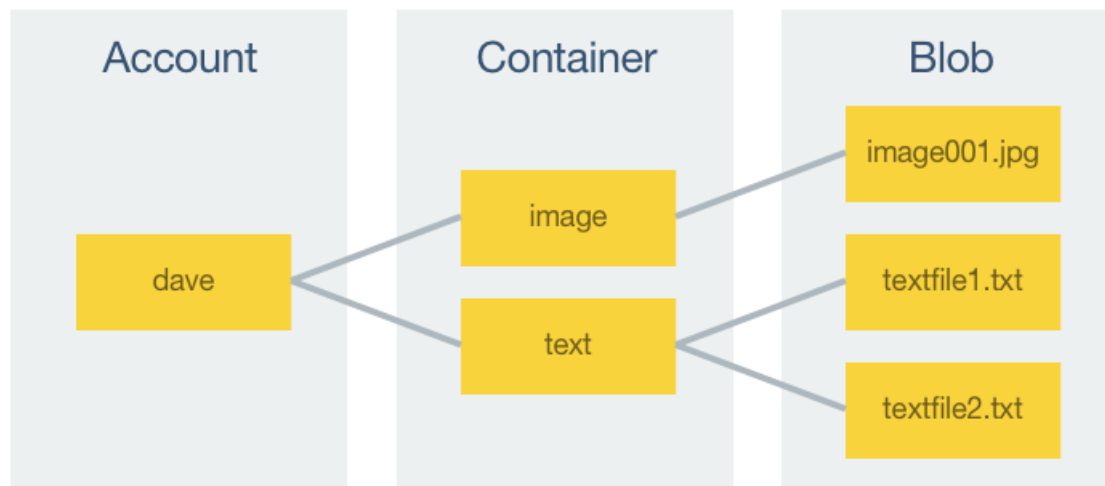 Account
Container
Blob
dave
image
text
image001.jpg
textfile1.txt
textfile2.txt